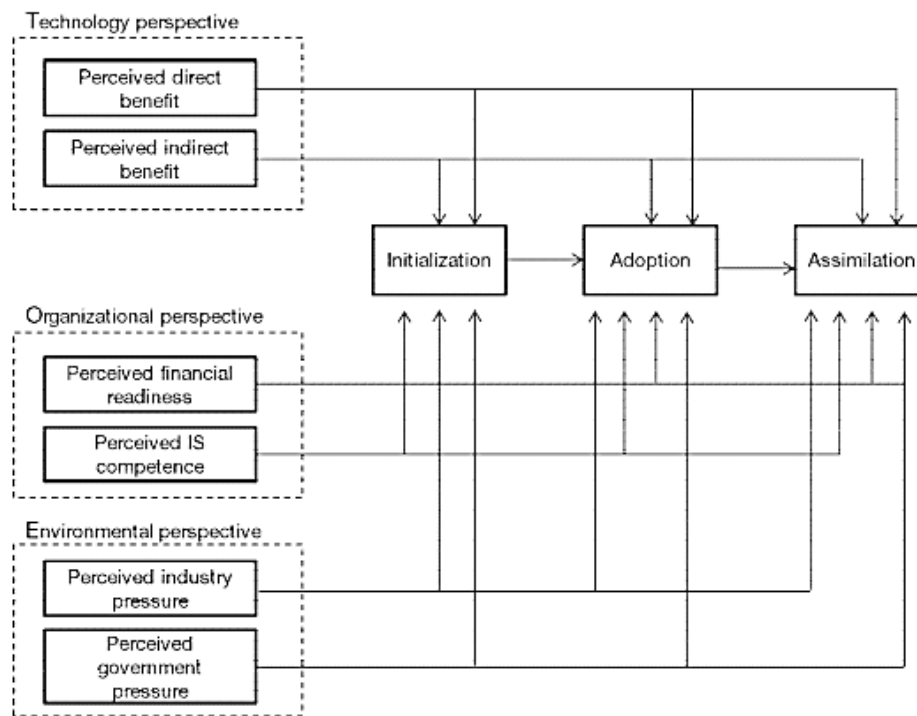 Technology perspective
Perceived direct
benefit
Perceived indirect
benefit
Initialization
Adoption
Assimilation
Organizational perspective
Perceived financial
readiness
Perceived IS
competence
Environmental perspective
Perceived industry
pressure
Perceived
government
pressure